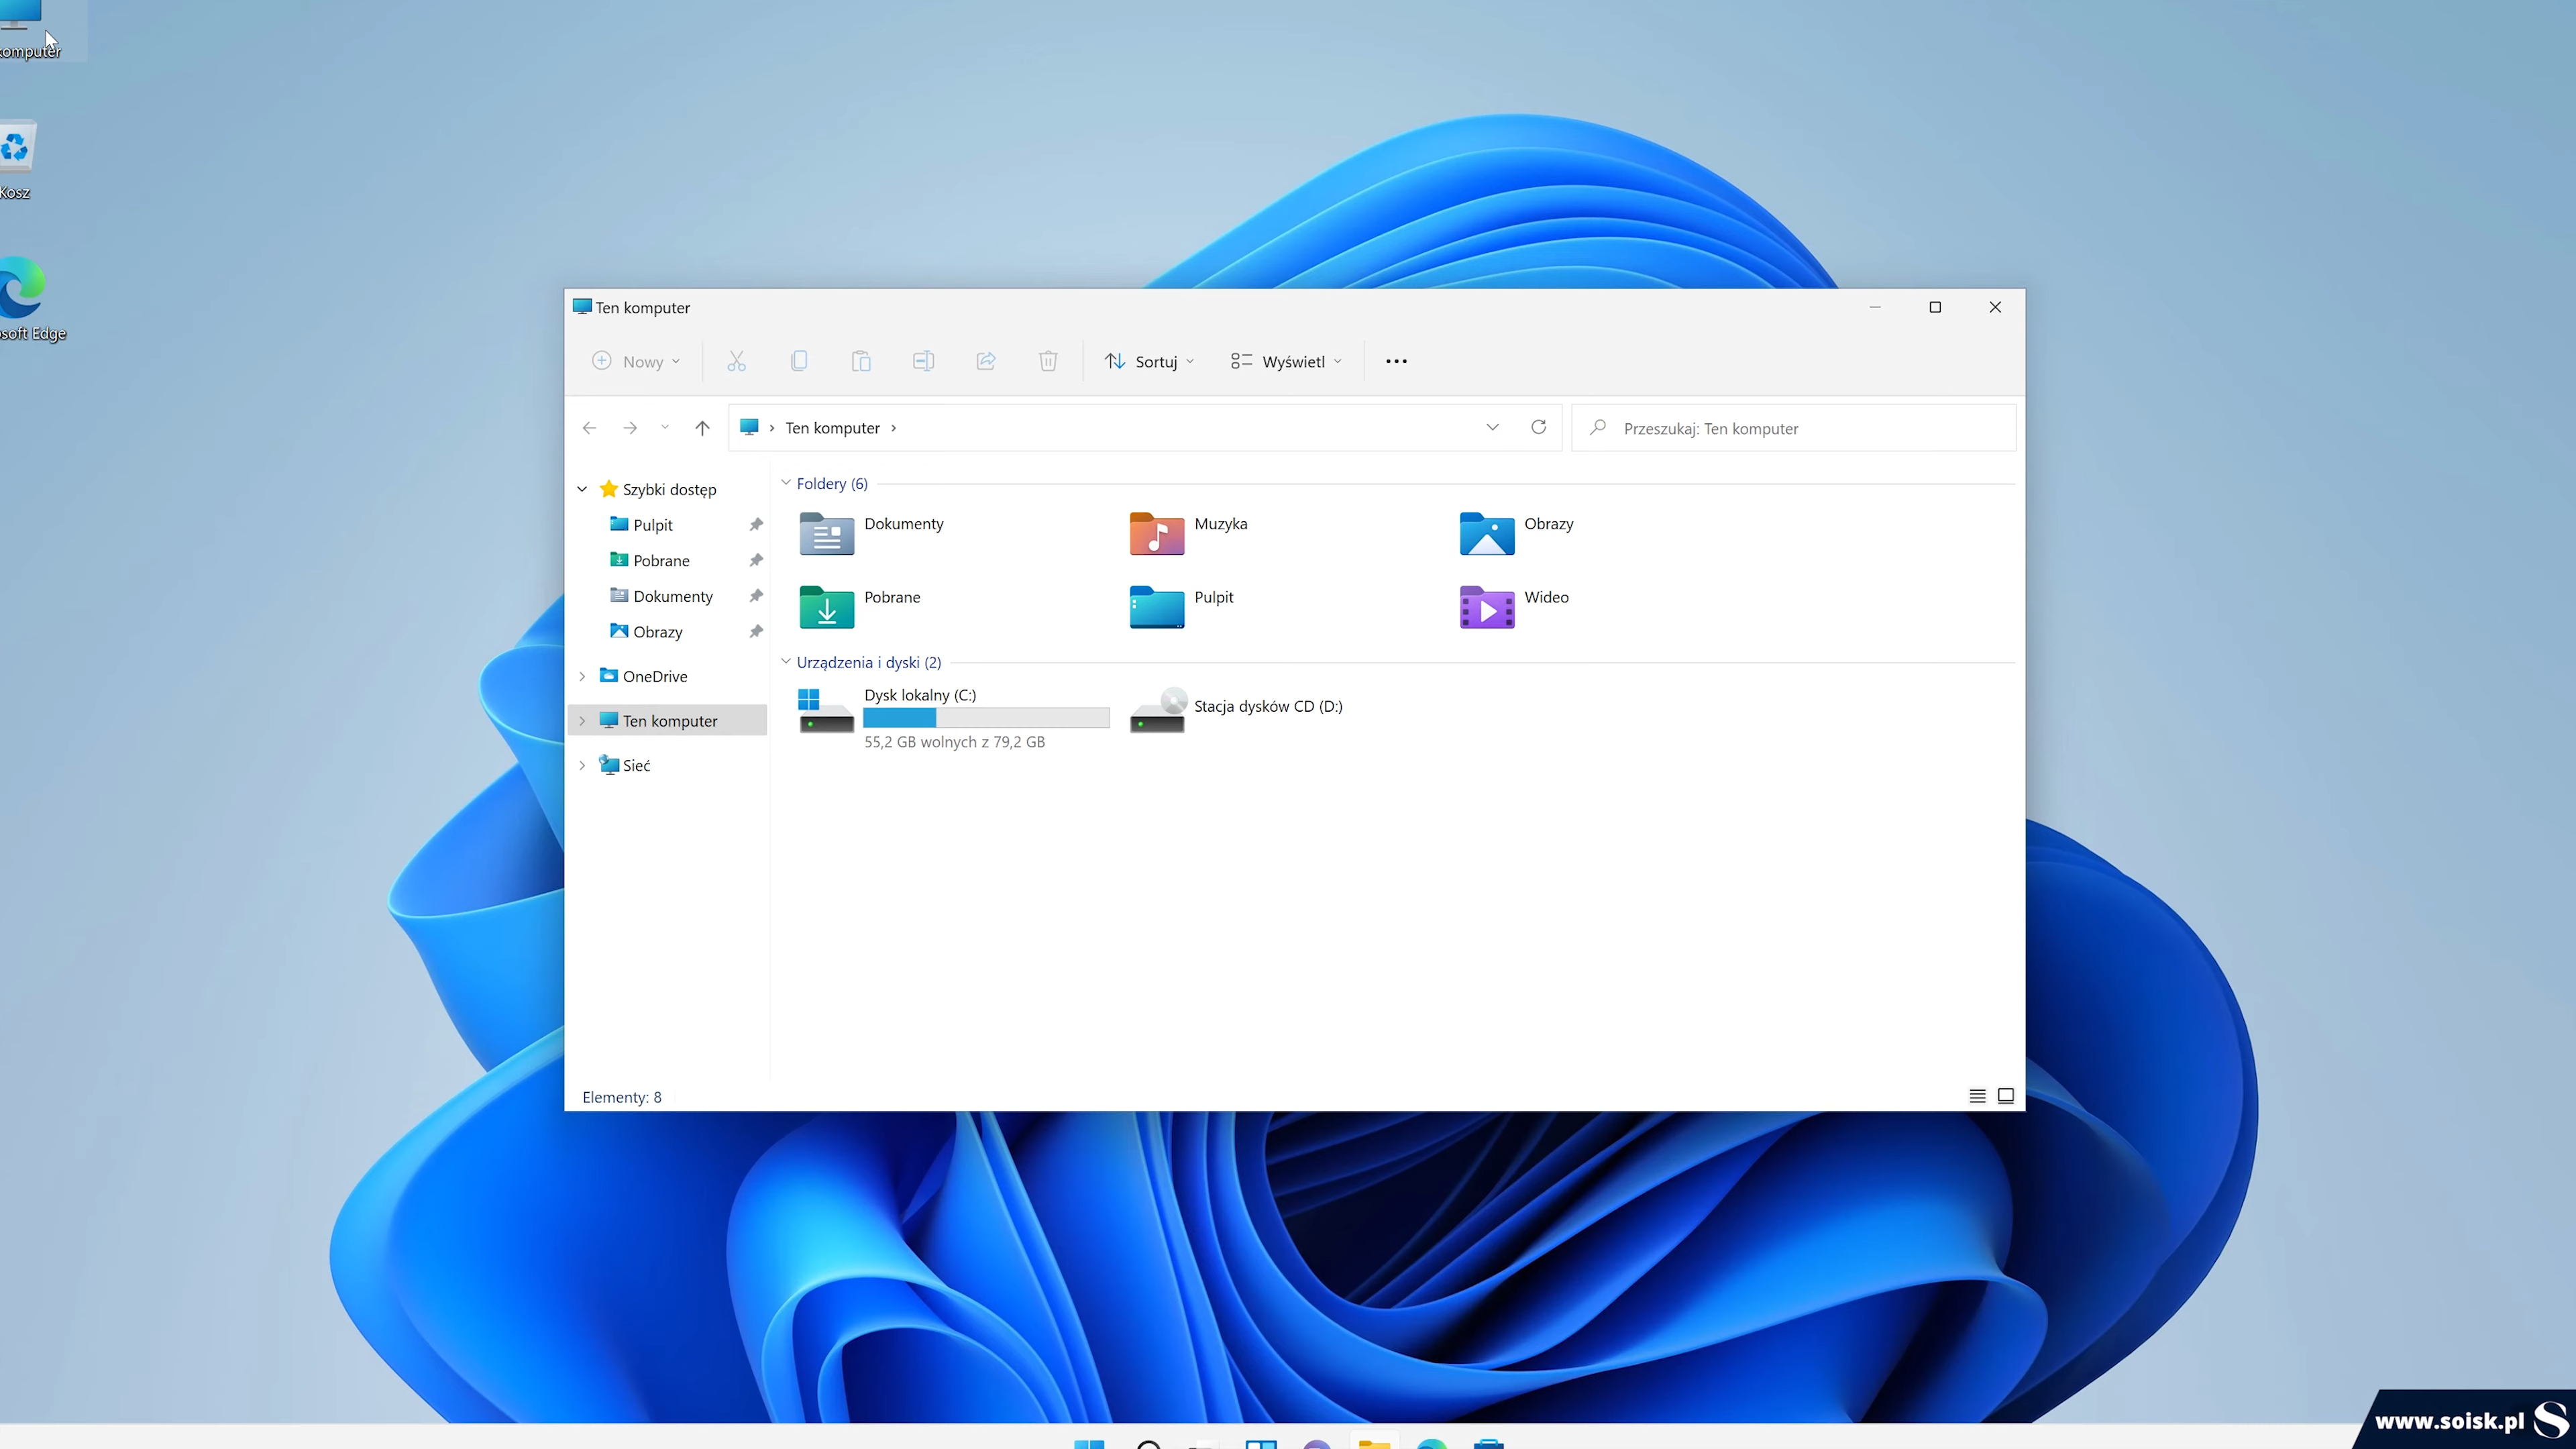 omputer
Kosz
soft Edge
Ten komputer
Nowy
Sortuj
Wyświetl
Ten komputer
Przeszukaj: Ten komputer
Szybki dostęp
Pulpit
Pobrane
Dokumenty
Obrazy
OneDrive
Ten komputer
Sieć
Foldery (6)
Dokumenty
Muzyka
Obrazy
Pobrane
Pulpit
Wideo
Urządzenia i dyski (2)
Dysk lokalny (C:)
55,2 GB wolnych z 79,2 GB
Stacja dysków CD (D:)
Elementy: 8
www.soisk.pl